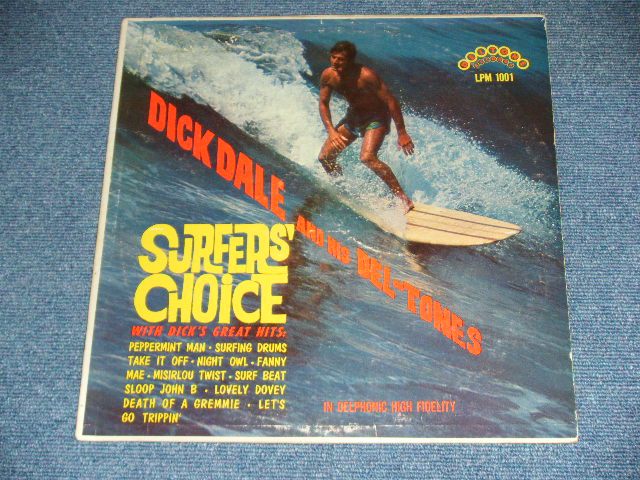 DELTONE
RECORDS
LPM 1001
DICK DALE AND HIS DEL-TONES
SURFERS'
CHOICE
WITH DICK'S GREAT HITS:
PEPPERMINT MAN • SURFING DRUMS
TAKE IT OFF • NIGHT OWL • FANNY
MAE • MISIRLOU TWIST • SURF BEAT
SLOOP JOHN B • LOVELY DOVEY
DEATH OF A GREMMIE • LET'S
GO TRIPPIN'
IN DEEPHONIC HIGH FIDELITY